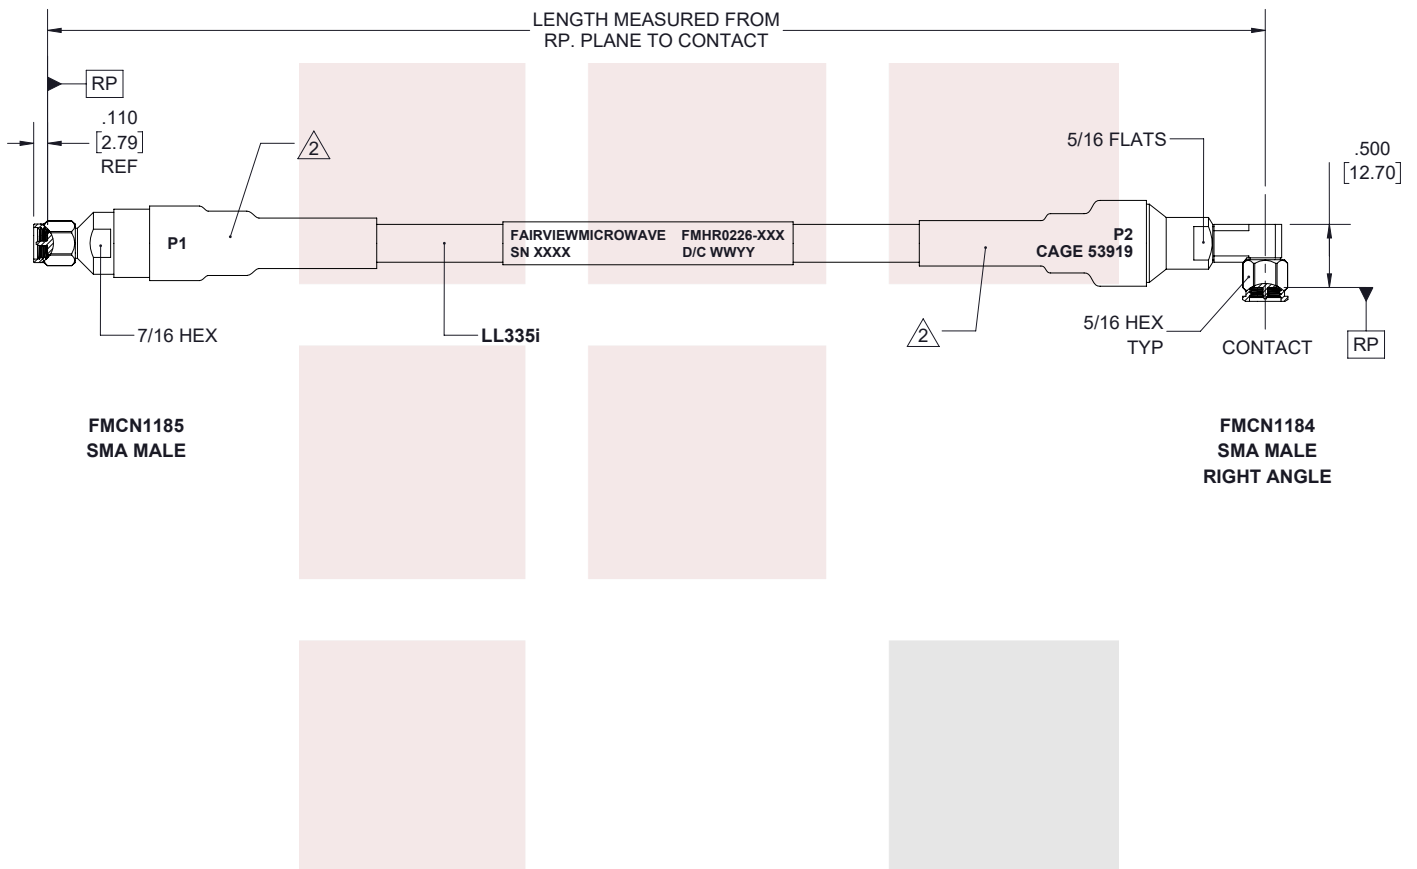 LENGTH MEASURED FROM
RP. PLANE TO CONTACT
RP
.110
[2.79]
REF
2
5/16 FLATS
.500
[12.70]
P1
FAIRVIEWMICROWAVE FMHR0226-XXX
SN XXXX D/C WWYY
P2
CAGE 53919
7/16 HEX
LL335i
2
5/16 HEX
TYP
CONTACT
RP
FMCN1185
SMA MALE
FMCN1184
SMA MALE
RIGHT ANGLE